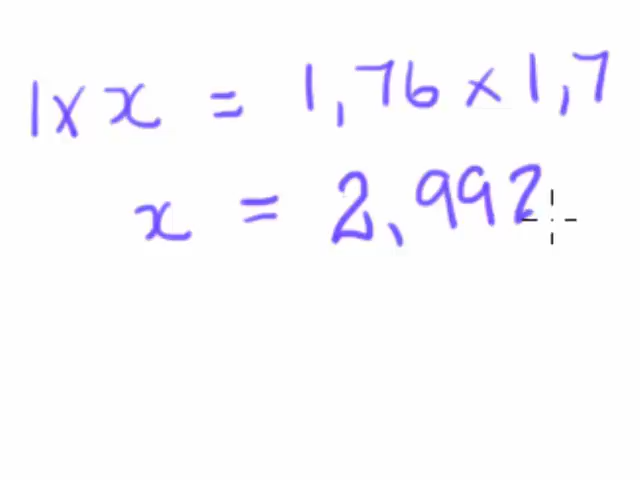 1 × x = 1,76 × 1,7
x = 2,992